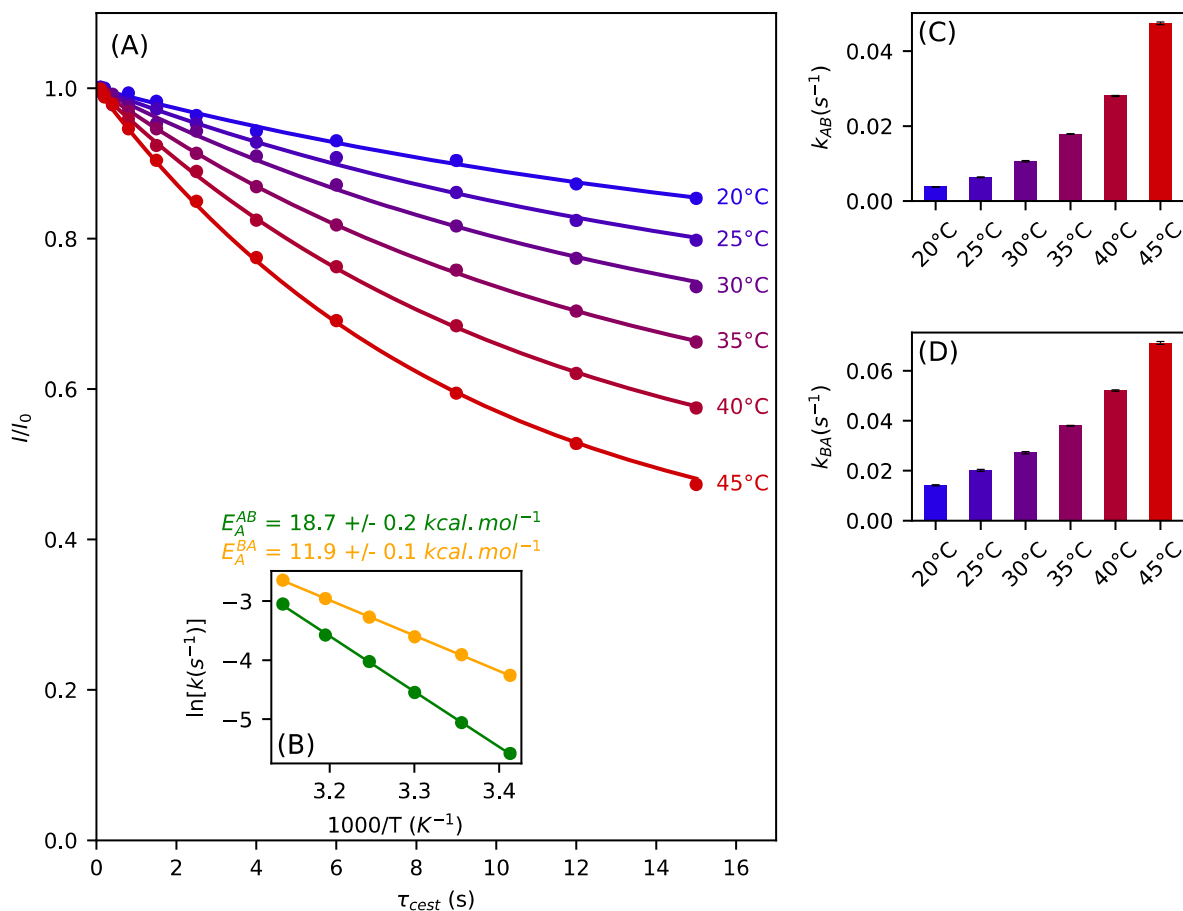 (A)
I/I0
1.0
0.8
0.6
0.4
0.2
0.0
0 2 4 6 8 10 12 14 16
τcest (s)
20°C
25°C
30°C
35°C
40°C
45°C
E_A^AB = 18.7 +/- 0.2 kcal.mol⁻¹
E_A^BA = 11.9 +/- 0.1 kcal.mol⁻¹
(B)
ln[k(s⁻¹)]
−3
−4
−5
3.2 3.3 3.4
1000/T (K⁻¹)
(C)
kAB(s⁻¹)
0.04
0.02
0.00
20°C 25°C 30°C 35°C 40°C 45°C
(D)
kBA(s⁻¹)
0.06
0.04
0.02
0.00
20°C 25°C 30°C 35°C 40°C 45°C